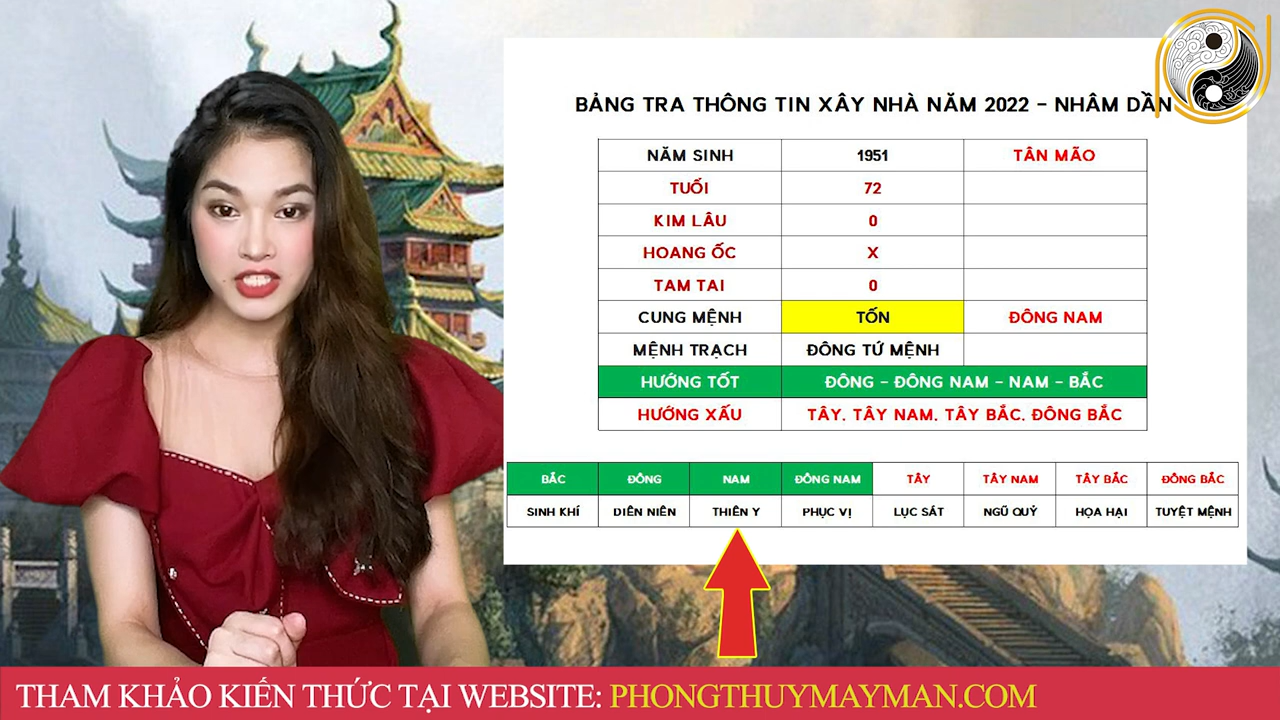 BẢNG TRA THÔNG TIN XÂY NHÀ NĂM 2022 - NHÂM DẦN
NĂM SINH 1951 TÂN MÃO
TUỔI 72
KIM LÂU 0
HOANG ỐC X
TAM TAI 0
CUNG MỆNH TỐN ĐÔNG NAM
MỆNH TRẠCH ĐÔNG TỨ MỆNH
HƯỚNG TỐT ĐÔNG - ĐÔNG NAM - NAM - BẮC
HƯỚNG XẤU TÂY, TÂY NAM, TÂY BẮC, ĐÔNG BẮC
BẮC ĐÔNG NAM ĐÔNG NAM TÂY TÂY NAM TÂY BẮC ĐÔNG BẮC
SINH KHÍ DIÊN NIÊN THIÊN Y PHỤC VỊ LỤC SÁT NGŨ QUỶ HỌA HẠI TUYỆT MỆNH
THAM KHẢO KIẾN THỨC TẠI WEBSITE: PHONGTHUYMAYMAN.COM